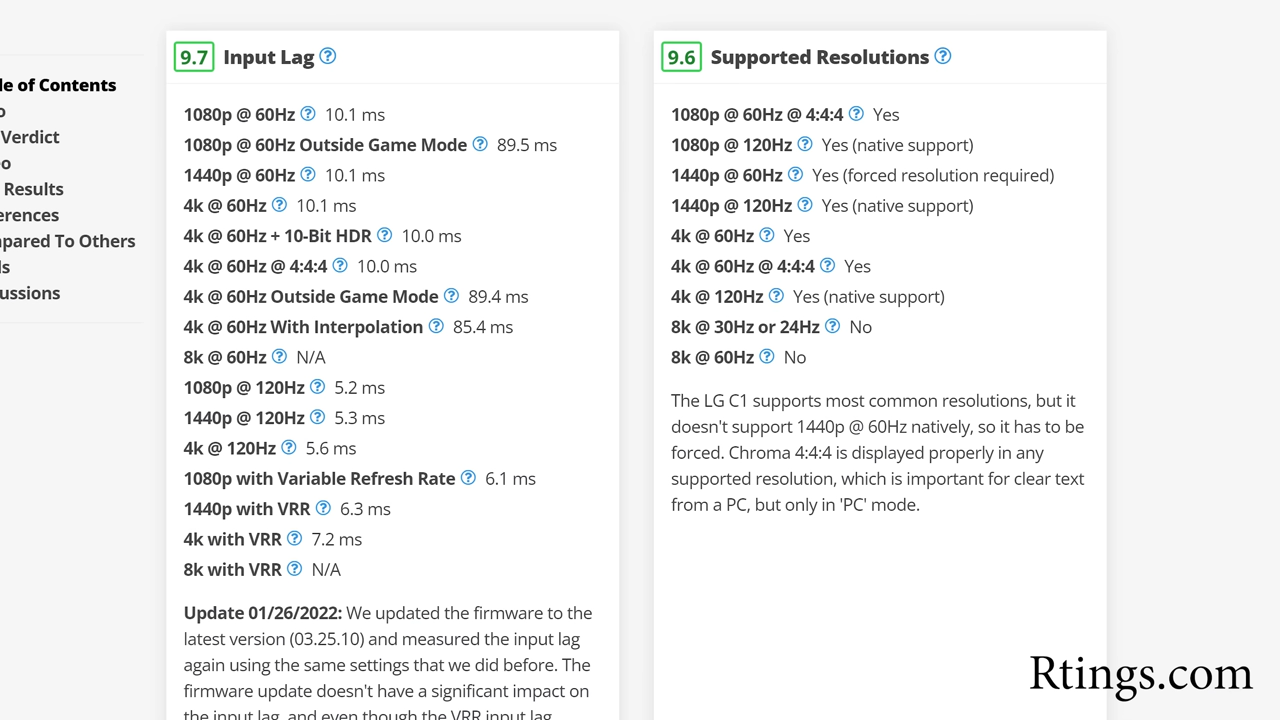 le of Contents
o
Verdict
eo
Results
erences
npared To Others
ls
ussions
9.7 Input Lag ?
1080p @ 60Hz ? 10.1 ms
1080p @ 60Hz Outside Game Mode ? 89.5 ms
1440p @ 60Hz ? 10.1 ms
4k @ 60Hz ? 10.1 ms
4k @ 60Hz + 10-Bit HDR ? 10.0 ms
4k @ 60Hz @ 4:4:4 ? 10.0 ms
4k @ 60Hz Outside Game Mode ? 89.4 ms
4k @ 60Hz With Interpolation ? 85.4 ms
8k @ 60Hz ? N/A
1080p @ 120Hz ? 5.2 ms
1440p @ 120Hz ? 5.3 ms
4k @ 120Hz ? 5.6 ms
1080p with Variable Refresh Rate ? 6.1 ms
1440p with VRR ? 6.3 ms
4k with VRR ? 7.2 ms
8k with VRR ? N/A
Update 01/26/2022: We updated the firmware to the
latest version (03.25.10) and measured the input lag
again using the same settings that we did before. The
firmware update doesn't have a significant impact on
the input lag, and even though the VRR input lag
9.6 Supported Resolutions ?
1080p @ 60Hz @ 4:4:4 ? Yes
1080p @ 120Hz ? Yes (native support)
1440p @ 60Hz ? Yes (forced resolution required)
1440p @ 120Hz ? Yes (native support)
4k @ 60Hz ? Yes
4k @ 60Hz @ 4:4:4 ? Yes
4k @ 120Hz ? Yes (native support)
8k @ 30Hz or 24Hz ? No
8k @ 60Hz ? No
The LG C1 supports most common resolutions, but it
doesn't support 1440p @ 60Hz natively, so it has to be
forced. Chroma 4:4:4 is displayed properly in any
supported resolution, which is important for clear text
from a PC, but only in 'PC' mode.
Rtings.com